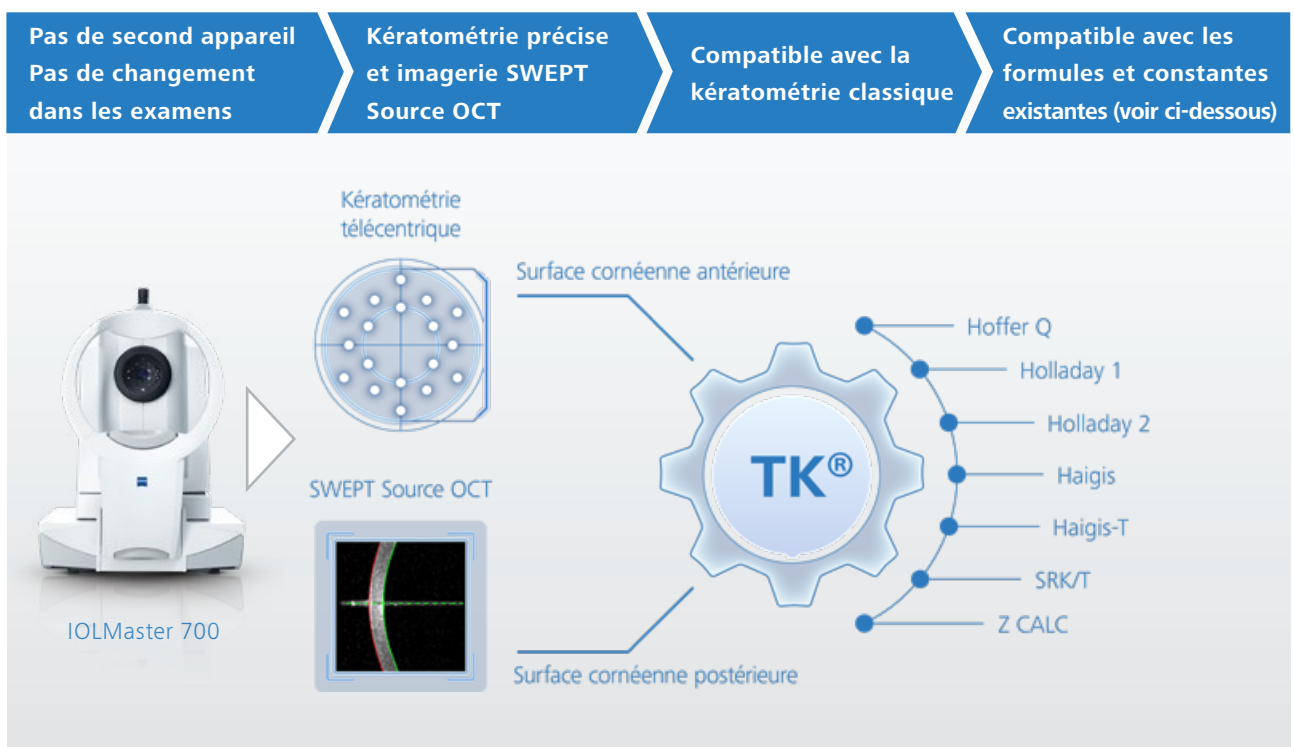 Pas de second appareil
Pas de changement
dans les examens
Kératométrie précise
et imagerie SWEPT
Source OCT
Compatible avec la
kératométrie classique
Compatible avec les
formules et constantes
existantes (voir ci-dessous)
Kératométrie
télécentrique
Surface cornéenne antérieure
SWEPT Source OCT
IOLMaster 700
Surface cornéenne postérieure
TK®
Hoffer Q
Holladay 1
Holladay 2
Haigis
Haigis-T
SRK/T
Z CALC